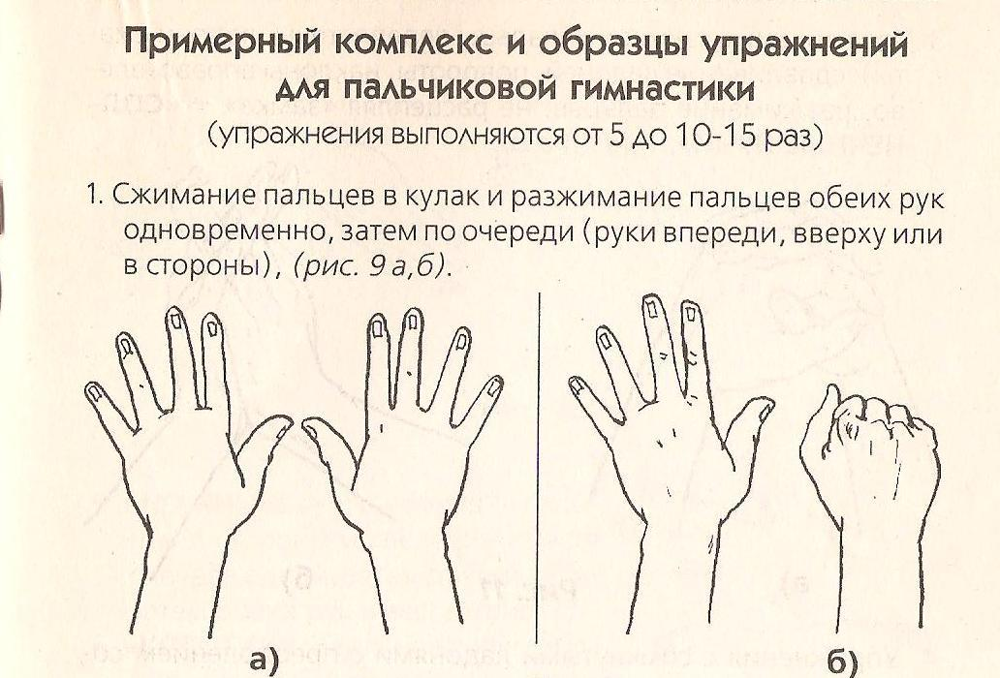 Примерный комплекс и образцы упражнений
для пальчиковой гимнастики
(упражнения выполняются от 5 до 10-15 раз)
1. Сжимание пальцев в кулак и разжимание пальцев обеих рук
одновременно, затем по очереди (руки впереди, вверху или
в стороны), (рис. 9 а,б).
а)
б)